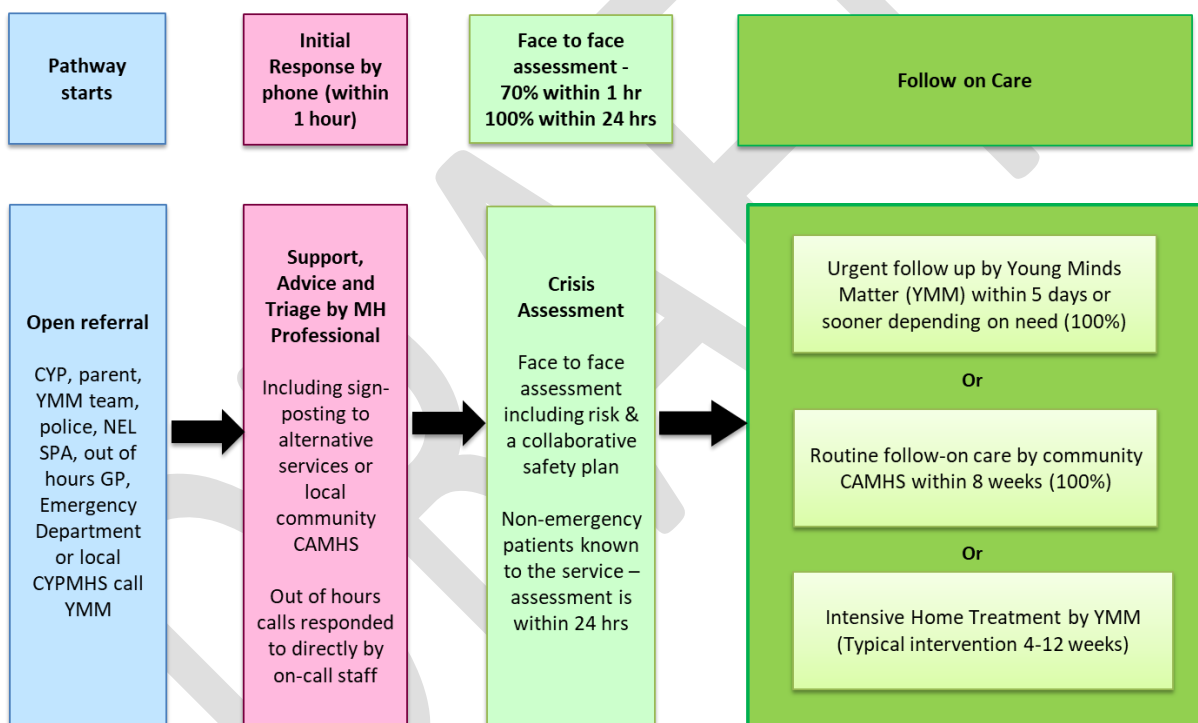 Pathway
starts
Initial
Response by
phone (within
1 hour)
Face to face
assessment -
70% within 1 hr
100% within 24 hrs
Follow on Care
Open referral
CYP, parent,
YMM team,
police, NEL
SPA, out of
hours GP,
Emergency
Department
or local
CYPMHS call
YMM
Support,
Advice and
Triage by MH
Professional
Including sign-
posting to
alternative
services or
local
community
CAMHS
Out of hours
calls responded
to directly by
on-call staff
Crisis
Assessment
Face to face
assessment
including risk &
a collaborative
safety plan
Non-emergency
patients known
to the service –
assessment is
within 24 hrs
Urgent follow up by Young Minds
Matter (YMM) within 5 days or
sooner depending on need (100%)
Or
Routine follow-on care by community
CAMHS within 8 weeks (100%)
Or
Intensive Home Treatment by YMM
(Typical intervention 4-12 weeks)
DRAFT